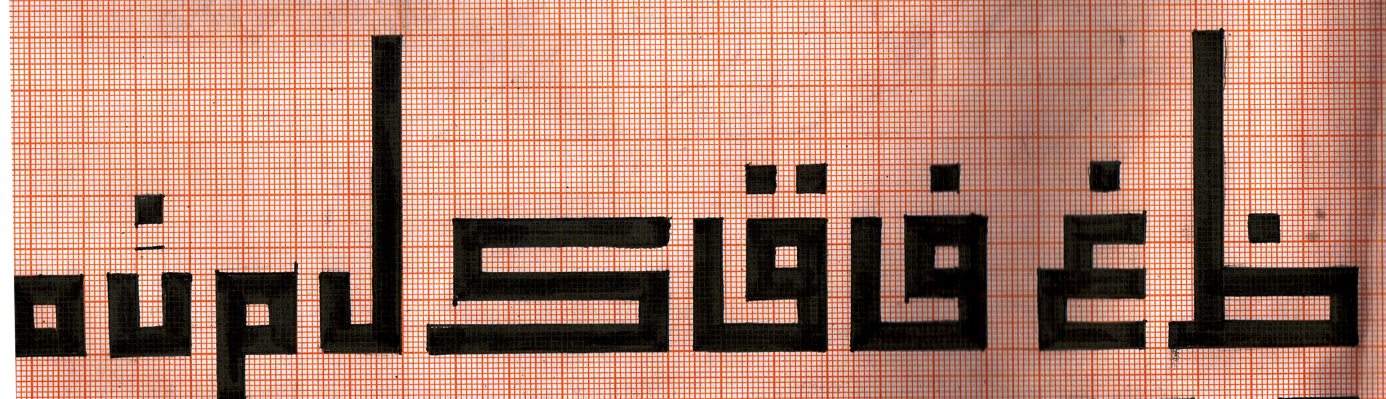 ظ غ ف ق ك ل م ن ه